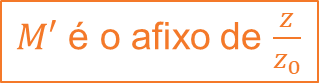 M′ é o afixo de z/z₀